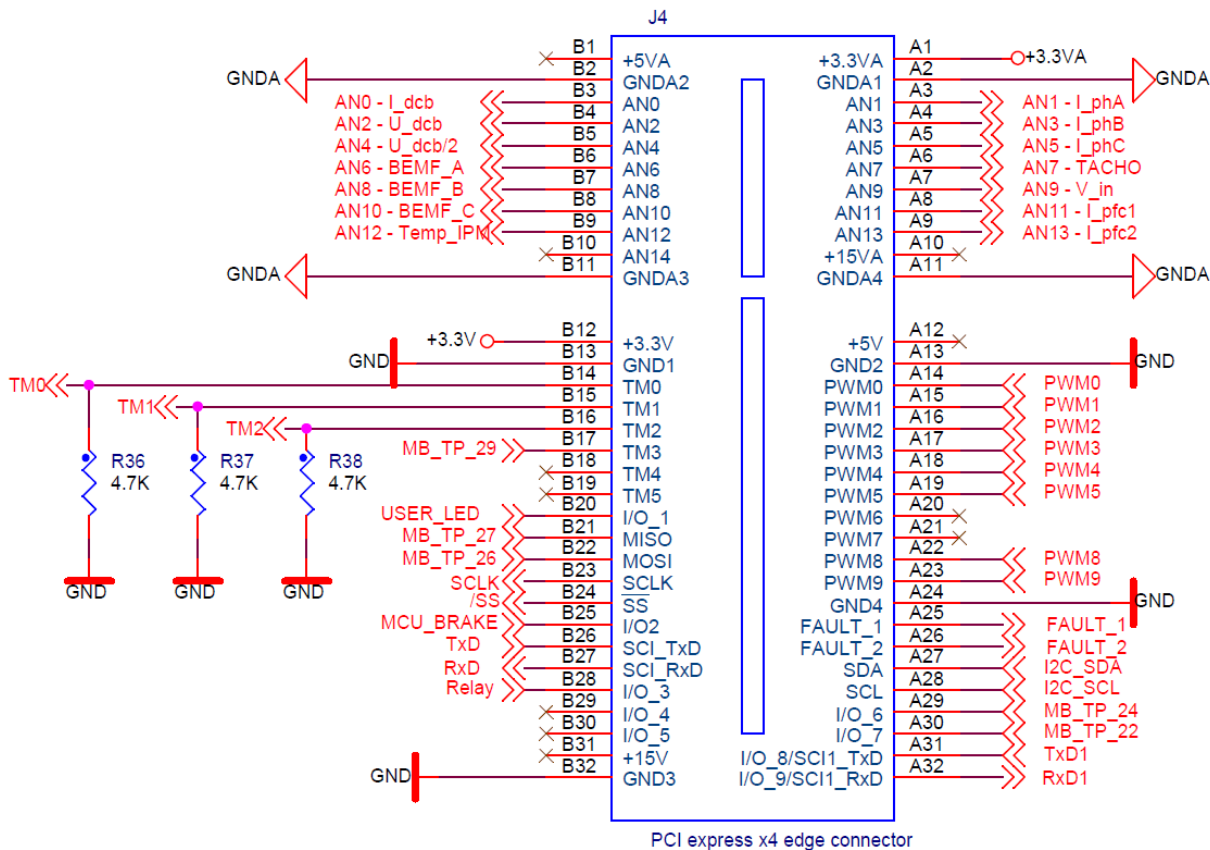 J4
B1 +5VA +3.3VA A1 +3.3VA
GNDA B2 GNDA2 GNDA1 A2 GNDA
AN0 - I_dcb B3 AN0 AN1 A3 AN1 - I_phA
AN2 - U_dcb B4 AN2 AN3 A4 AN3 - I_phB
AN4 - U_dcb/2 B5 AN4 AN5 A5 AN5 - I_phC
AN6 - BEMF_A B6 AN6 AN7 A6 AN7 - TACHO
AN8 - BEMF_B B7 AN8 AN9 A7 AN9 - V_in
AN10 - BEMF_C B8 AN10 AN11 A8 AN11 - I_pfc1
AN12 - Temp_IPM B9 AN12 AN13 A9 AN13 - I_pfc2
B10 AN14 +15VA A10
GNDA B11 GNDA3 GNDA4 A11 GNDA
+3.3V B12 +3.3V +5V A12
GND B13 GND1 GND2 A13 GND
TM0 B14 TM0 PWM0 A14 PWM0
TM1 B15 TM1 PWM1 A15 PWM1
TM2 B16 TM2 PWM2 A16 PWM2
MB_TP_29 B17 TM3 PWM3 A17 PWM3
R36 R37 R38 B18 TM4 PWM4 A18 PWM4
4.7K 4.7K 4.7K B19 TM5 PWM5 A19 PWM5
USER_LED B20 I/O_1 PWM6 A20
MB_TP_27 B21 MISO PWM7 A21
MB_TP_26 B22 MOSI PWM8 A22 PWM8
SCLK B23 SCLK PWM9 A23 PWM9
GND GND GND /SS B24 SS GND4 A24 GND
MCU_BRAKE B25 I/O2 FAULT_1 A25 FAULT_1
TxD B26 SCI_TxD FAULT_2 A26 FAULT_2
RxD B27 SCI_RxD SDA A27 I2C_SDA
Relay B28 I/O_3 SCL A28 I2C_SCL
B29 I/O_4 I/O_6 A29 MB_TP_24
B30 I/O_5 I/O_7 A30 MB_TP_22
B31 +15V I/O_8/SCI1_TxD A31 TxD1
GND B32 GND3 I/O_9/SCI1_RxD A32 RxD1
PCI express x4 edge connector